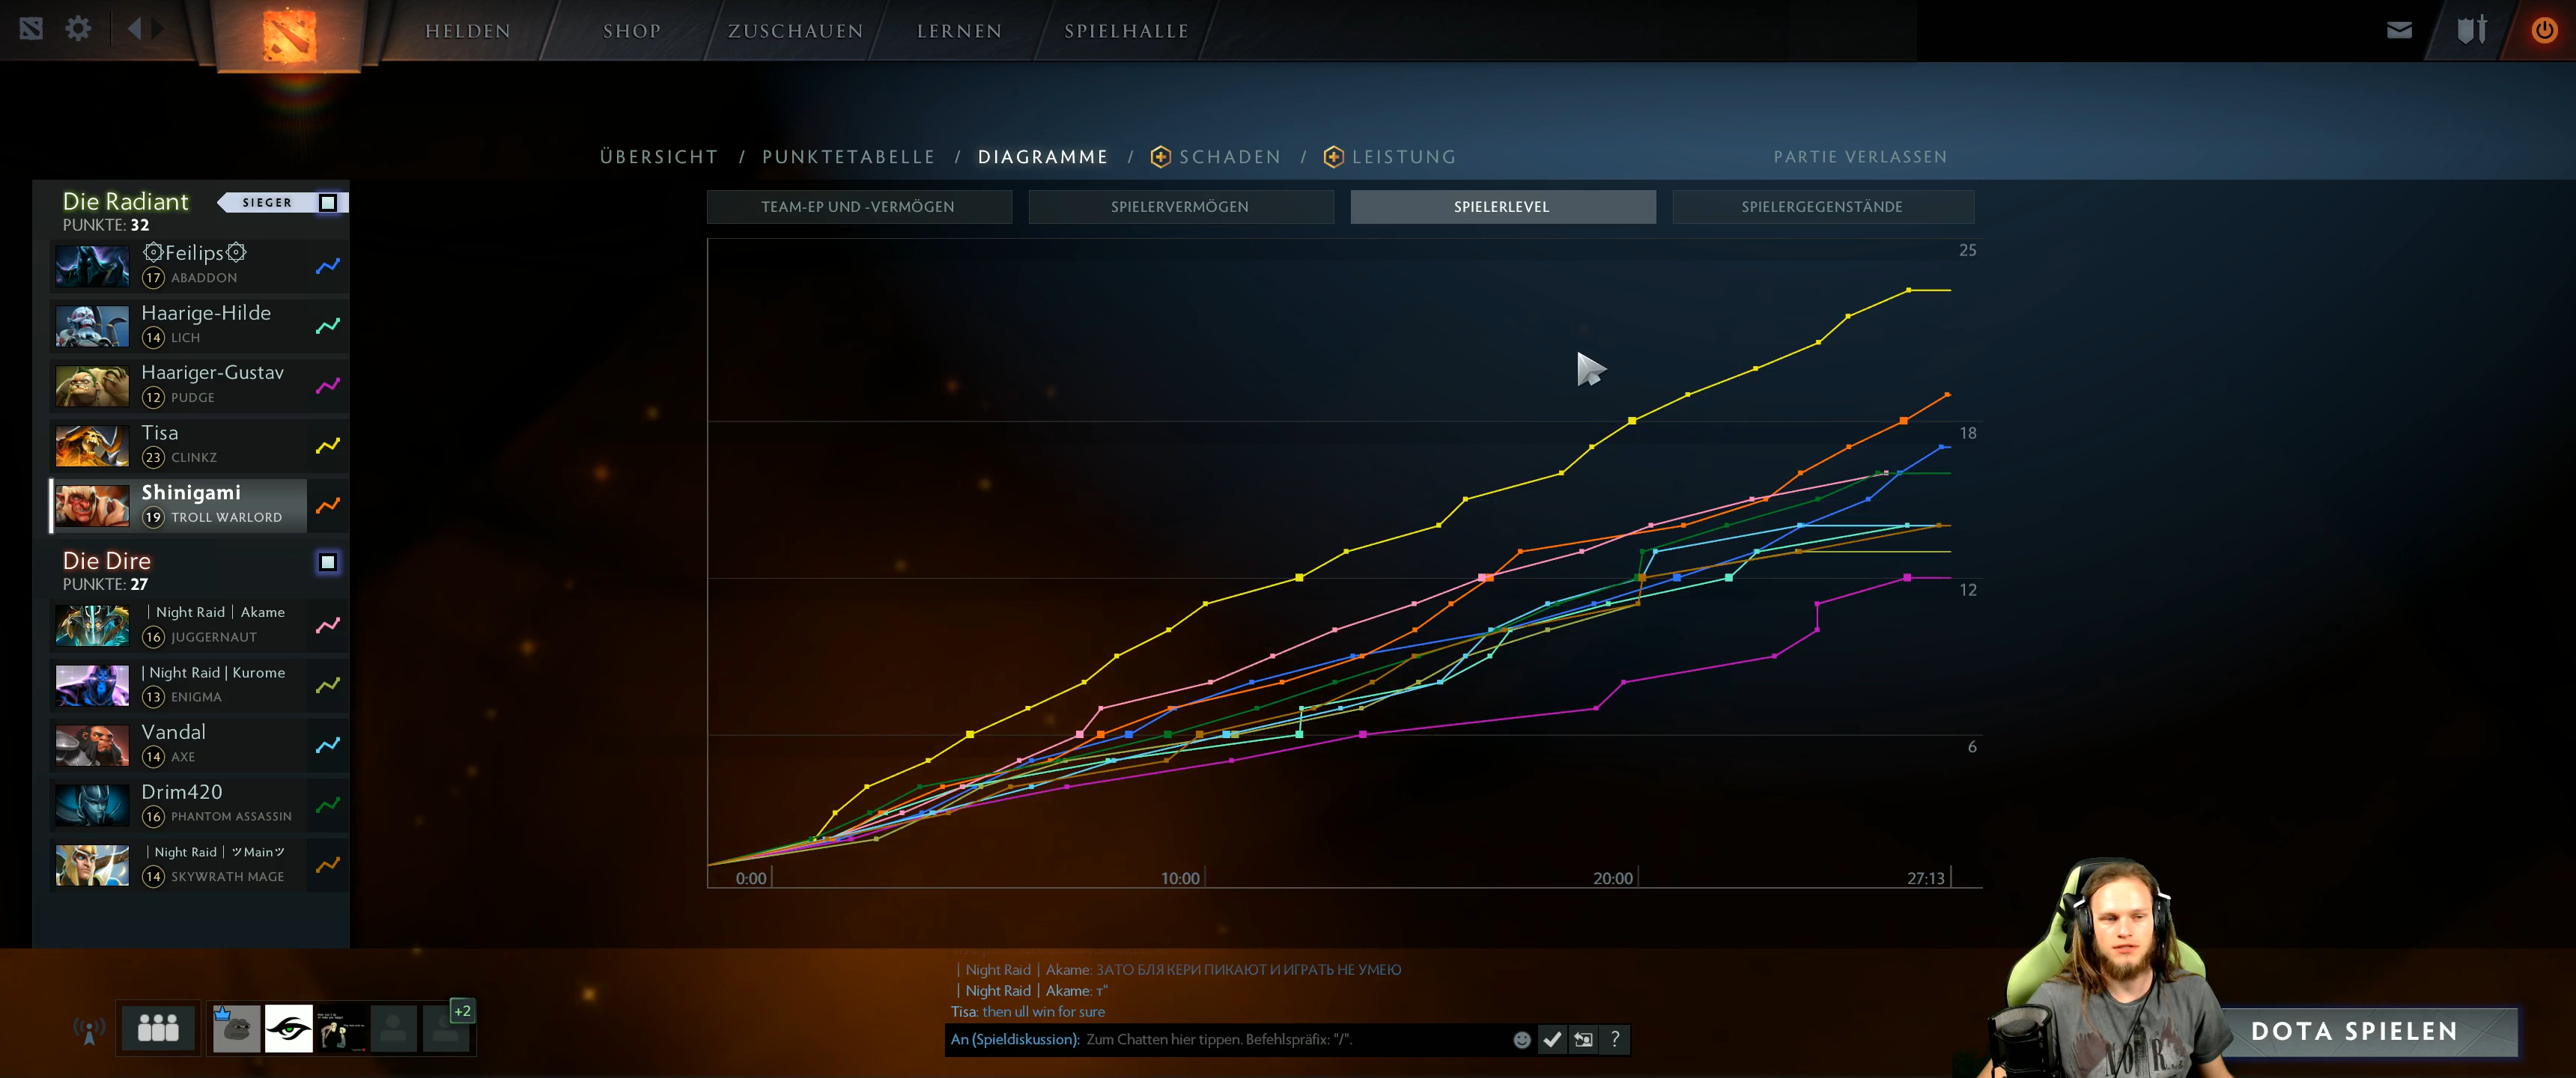 HELDEN
SHOP
ZUSCHAUEN
LERNEN
SPIELHALLE
ÜBERSICHT / PUNKTETABELLE / DIAGRAMME / SCHADEN / LEISTUNG
PARTIE VERLASSEN
Die Radiant
SIEGER
PUNKTE: 32
Feilips
17 ABADDON
Haarige-Hilde
14 LICH
Haariger-Gustav
12 PUDGE
Tisa
23 CLINKZ
Shinigami
19 TROLL WARLORD
Die Dire
PUNKTE: 27
| Night Raid | Akame
16 JUGGERNAUT
| Night Raid | Kurome
13 ENIGMA
Vandal
14 AXE
Drim420
16 PHANTOM ASSASSIN
| Night Raid | ツMainツ
14 SKYWRATH MAGE
TEAM-EP UND -VERMÖGEN
SPIELERVERMÖGEN
SPIELERLEVEL
SPIELERGEGENSTÄNDE
25
18
12
6
0:00
10:00
20:00
27:13
+2
| Night Raid | Akame: ЗАТО БЛЯ КЕРИ ПИКАЮТ И ИГРАТЬ НЕ УМЕЮ
| Night Raid | Akame: т"
Tisa: then ull win for sure
An (Spieldiskussion): Zum Chatten hier tippen. Befehlspräfix: "/".
?
DOTA SPIELEN